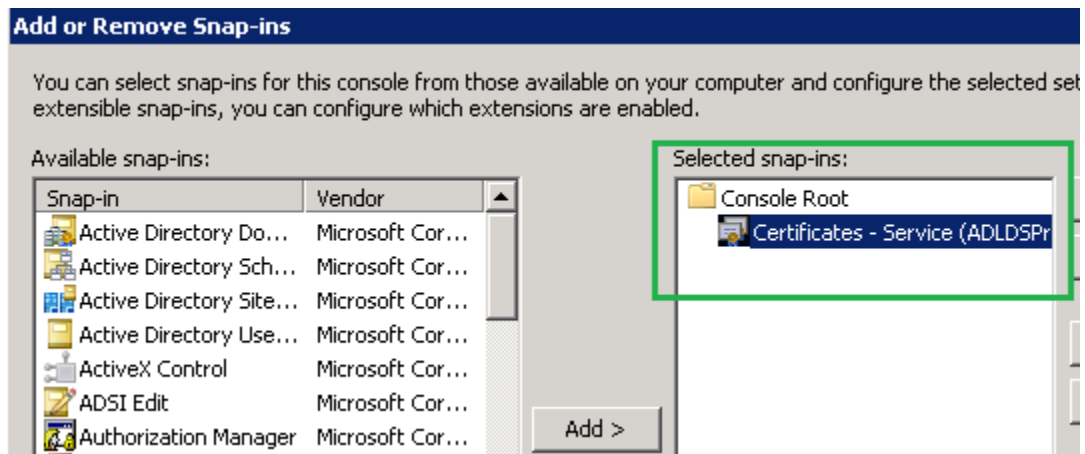 Add or Remove Snap-ins
You can select snap-ins for this console from those available on your computer and configure the selected set
extensible snap-ins, you can configure which extensions are enabled.
Available snap-ins:
Selected snap-ins:
Snap-in Vendor
Console Root
Active Directory Do... Microsoft Cor...
Certificates - Service (ADLDSPr
Active Directory Sch... Microsoft Cor...
Active Directory Site... Microsoft Cor...
Active Directory Use... Microsoft Cor...
ActiveX Control Microsoft Cor...
ADSI Edit Microsoft Cor...
Authorization Manager Microsoft Cor...
Add >